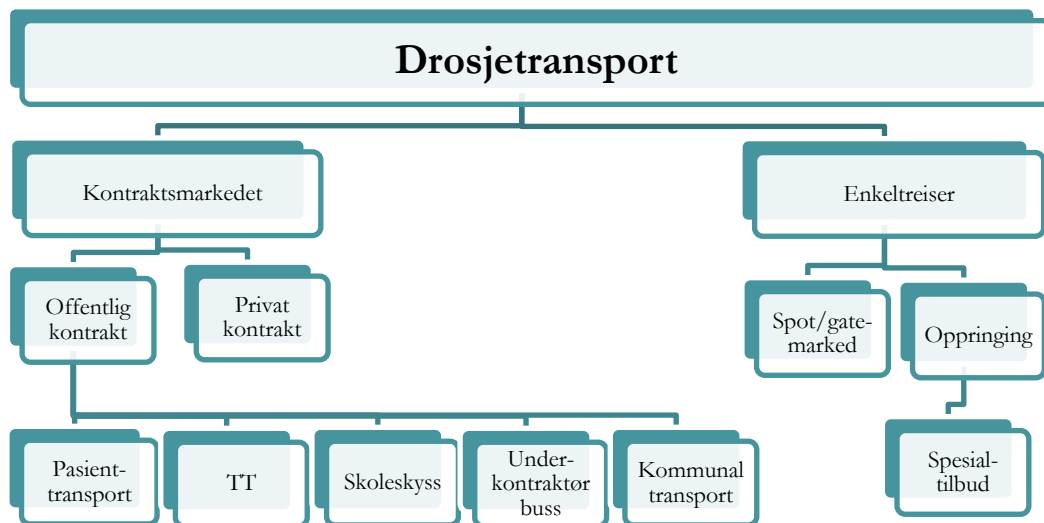 Drosjetransport
Kontraktsmarkedet
Enkeltreiser
Offentlig
kontrakt
Privat
kontrakt
Spot/gate-
marked
Oppringing
Pasient-
transport
TT
Skoleskyss
Under-
kontraktør
buss
Kommunal
transport
Spesial-
tilbud